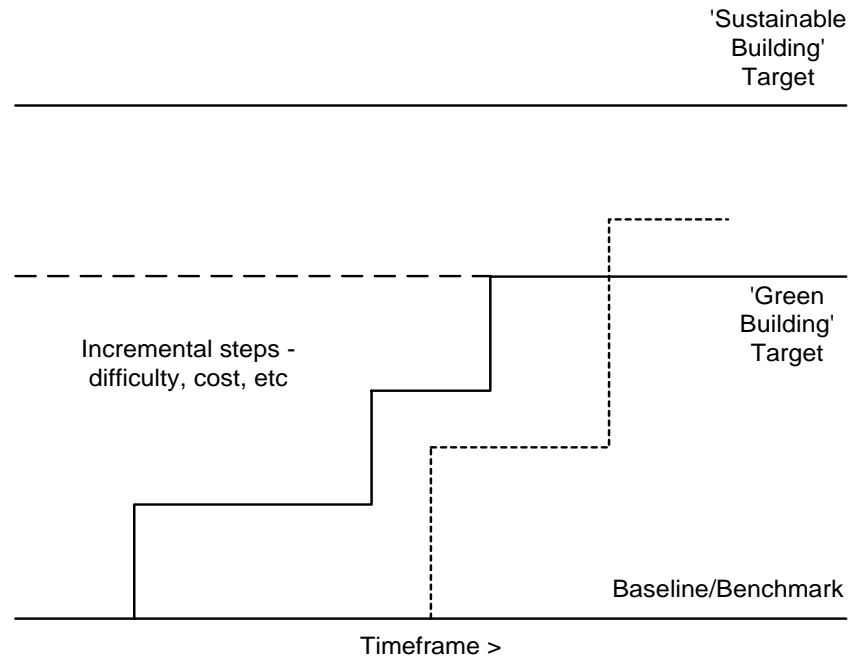 'Sustainable
Building'
Target
'Green
Building'
Target
Incremental steps -
difficulty, cost, etc
Baseline/Benchmark
Timeframe >